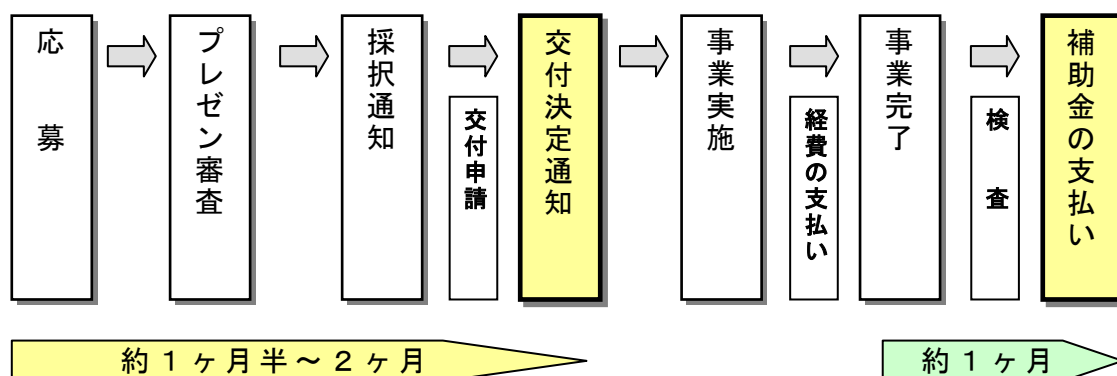 応募
プレゼン審査
採択通知
交付申請
交付決定通知
事業実施
経費の支払い
事業完了
検査
補助金の支払い
約1ヶ月半～2ヶ月
約1ヶ月